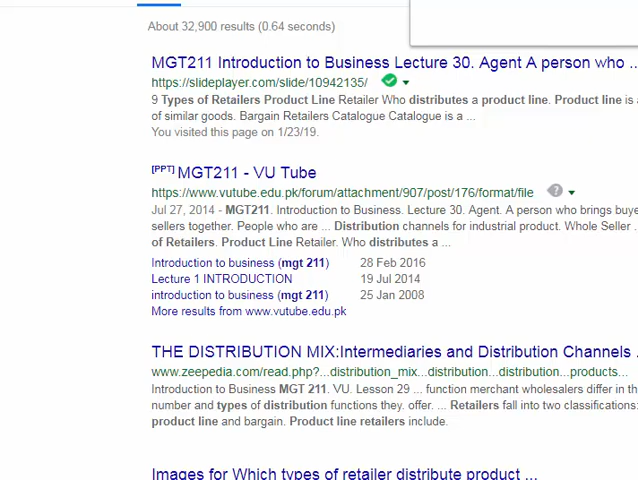 About 32,900 results (0.64 seconds)
MGT211 Introduction to Business Lecture 30. Agent A person who ...
https://slideplayer.com/slide/10942135/
9 Types of Retailers Product Line Retailer Who distributes a product line. Product line is
of similar goods. Bargain Retailers Catalogue Catalogue is a ...
You visited this page on 1/23/19.
[PPT] MGT211 - VU Tube
https://www.vutube.edu.pk/forum/attachment/907/post/176/format/file
Jul 27, 2014 - MGT211. Introduction to Business. Lecture 30. Agent. A person who brings
sellers together. People who are ... Distribution channels for industrial product. Whole Seller
of Retailers. Product Line Retailer. Who distributes a ...
Introduction to business (mgt 211) 28 Feb 2016
Lecture 1 INTRODUCTION 19 Jul 2014
introduction to business (mgt 211) 25 Jan 2008
More results from www.vutube.edu.pk
THE DISTRIBUTION MIX:Intermediaries and Distribution Channels
www.zeepedia.com/read.php?...distribution_mix...distribution...distribution...products...
Introduction to Business MGT 211. VU. Lesson 29 ... function merchant wholesalers differ in the
number and types of distribution functions they. offer. ... Retailers fall into two classifications:
product line and bargain. Product line retailers include.
Images for Which types of retailer distribute product ...